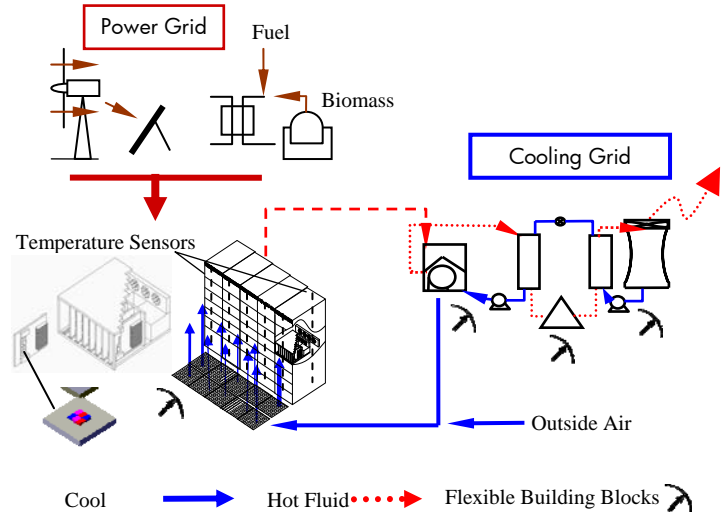 Power Grid
Fuel
Biomass
Cooling Grid
Temperature Sensors
Outside Air
Cool
Hot Fluid
Flexible Building Blocks